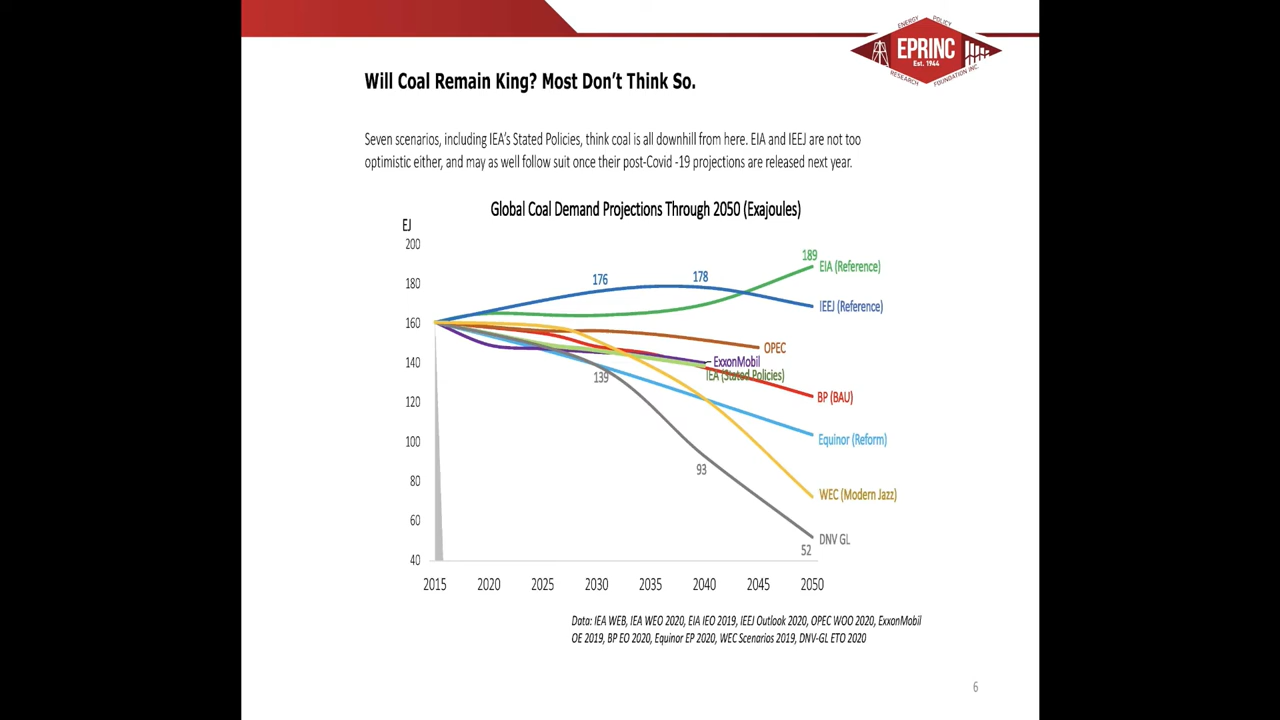 ENERGY POLICY
EPRINC
Est. 1944
RESEARCH FOUNDATION INC.
Will Coal Remain King? Most Don't Think So.
Seven scenarios, including IEA's Stated Policies, think coal is all downhill from here. EIA and IEEJ are not too
optimistic either, and may as well follow suit once their post-Covid -19 projections are released next year.
Global Coal Demand Projections Through 2050 (Exajoules)
EJ
200
180
160
140
120
100
80
60
40
189
EIA (Reference)
176
178
IEEJ (Reference)
OPEC
ExxonMobil
IEA (Stated Policies)
139
BP (BAU)
Equinor (Reform)
93
WEC (Modern Jazz)
DNV GL
52
2015 2020 2025 2030 2035 2040 2045 2050
Data: IEA WEB, IEA WEO 2020, EIA IEO 2019, IEEJ Outlook 2020, OPEC WOO 2020, ExxonMobil
OE 2019, BP EO 2020, Equinor EP 2020, WEC Scenarios 2019, DNV-GL ETO 2020
6